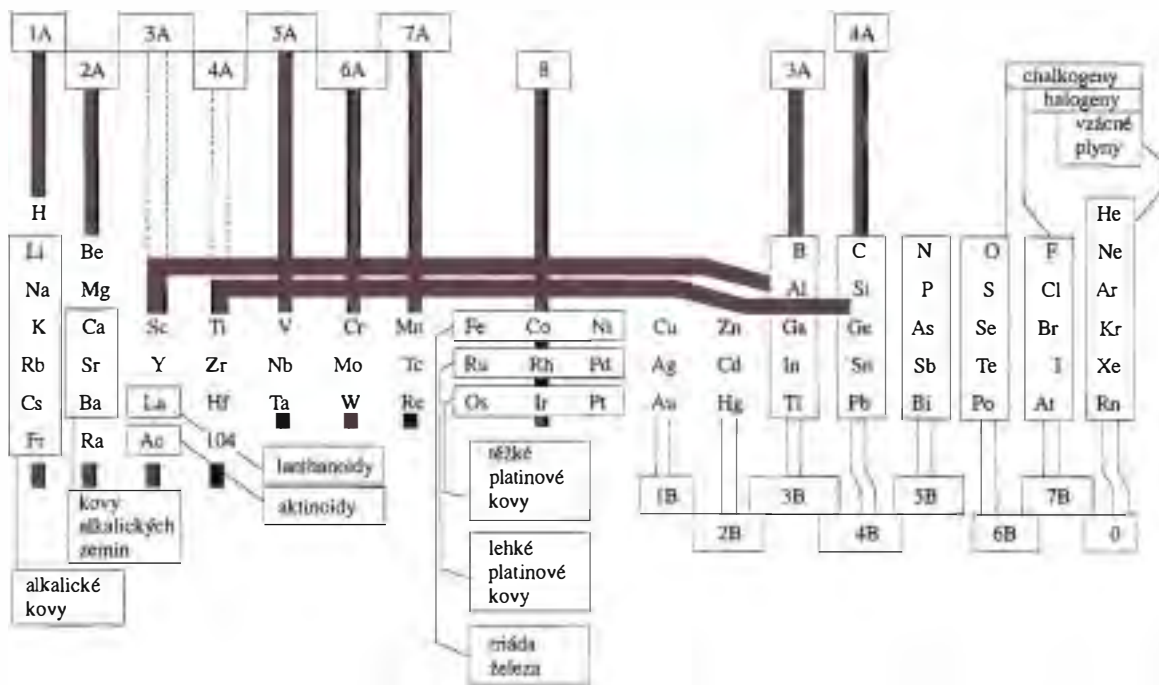 1A 3A 5A 7A 4A
2A 4A 6A 8 3A
chalkogeny
halogeny
vzácné
plyny
H He
Li Be B C N O F Ne
Na Mg Al Si P S Cl Ar
K Ca Sc Ti V Cr Mn Fe Co Ni Cu Zn Ga Ge As Se Br Kr
Rb Sr Y Zr Nb Mo Tc Ru Rh Pd Ag Cd In Sn Sb Te I Xe
Cs Ba La Hf Ta W Re Os Ir Pt Au Hg Tl Pb Bi Po At Rn
Fr Ra Ac 104
lanthanoidy
aktinoidy
těžké
platinové
kovy
1B 3B 5B 7B
2B 4B 6B 0
kovy
alkalických
zemin
lehké
platinové
kovy
alkalické
kovy
triáda
železa